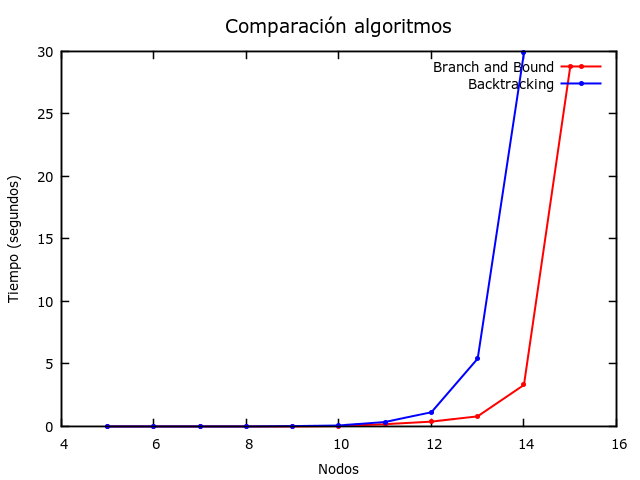 Comparación algoritmos
30
25
20
15
10
5
0
Branch and Bound
Backtracking
Tiempo (segundos)
4 6 8 10 12 14 16
Nodos